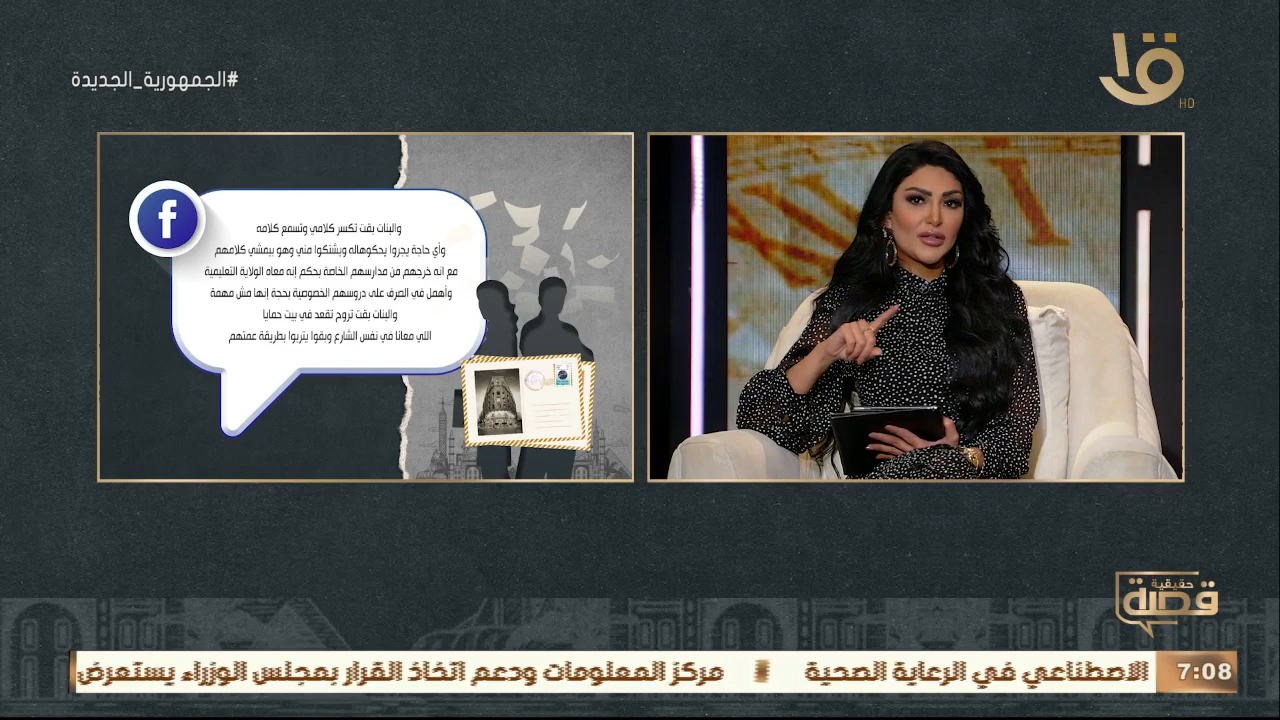 #الجمهورية_الجديدة
ق١
HD
والبنات بقت تكسر كلامي وتسمع كلامه
وأي حاجة يجروا يحكوهاله ويشتكوا مني وهو بيمشي كلامهم
مع انه خرجهم من مدارسهم الخاصة بحكم إنه معاه الولاية التعليمية
وأهمل في الصرف على دروسهم الخصوصية بحجة إنها مش مهمة
والبنات بقت تروح تقعد في بيت حمايا
اللي معانا في نفس الشارع وبقوا يتربوا بطريقة عمتهم
قصة
حقيقية
7:08
الاصطناعي في الرعاية الصحية
مركز المعلومات ودعم اتخاذ القرار بمجلس الوزراء يستعرض